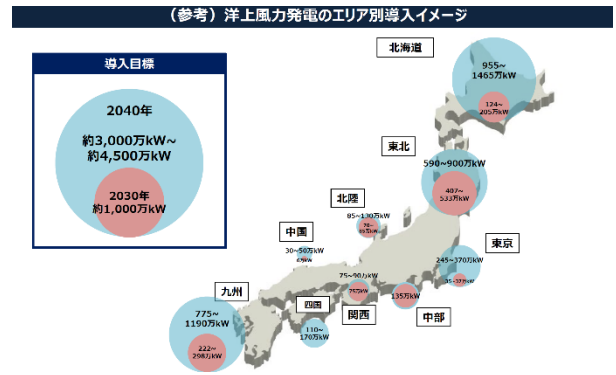 （参考）洋上風力発電のエリア別導入イメージ
導入目標
2040年
約3,000万kW～
約4,500万kW
2030年
約1,000万kW
北海道
955～
1465万kW
124～
205万kW
東北
590～900万kW
407～
533万kW
北陸
85～130万kW
中国
30～50万kW
東京
245～370万kW
75～90万kW
関西
135万kW
中部
九州
775～
1190万kW
222～
298万kW
四国
110～
170万kW